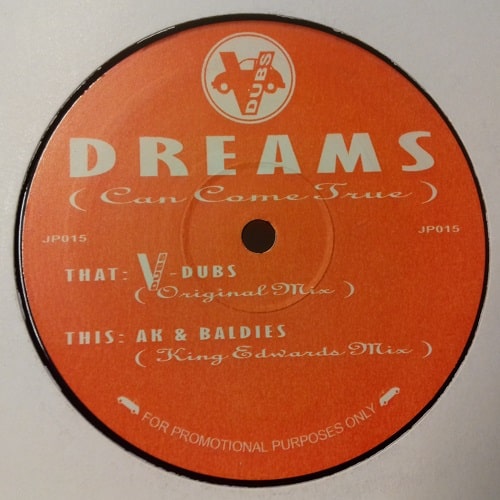 V DUBS
DREAMS
( Can Come True )
JP015
JP015
THAT: V DUBS -DUBS
( Original Mix )
THIS: AK & BALDIES
( King Edwards Mix )
FOR PROMOTIONAL PURPOSES ONLY